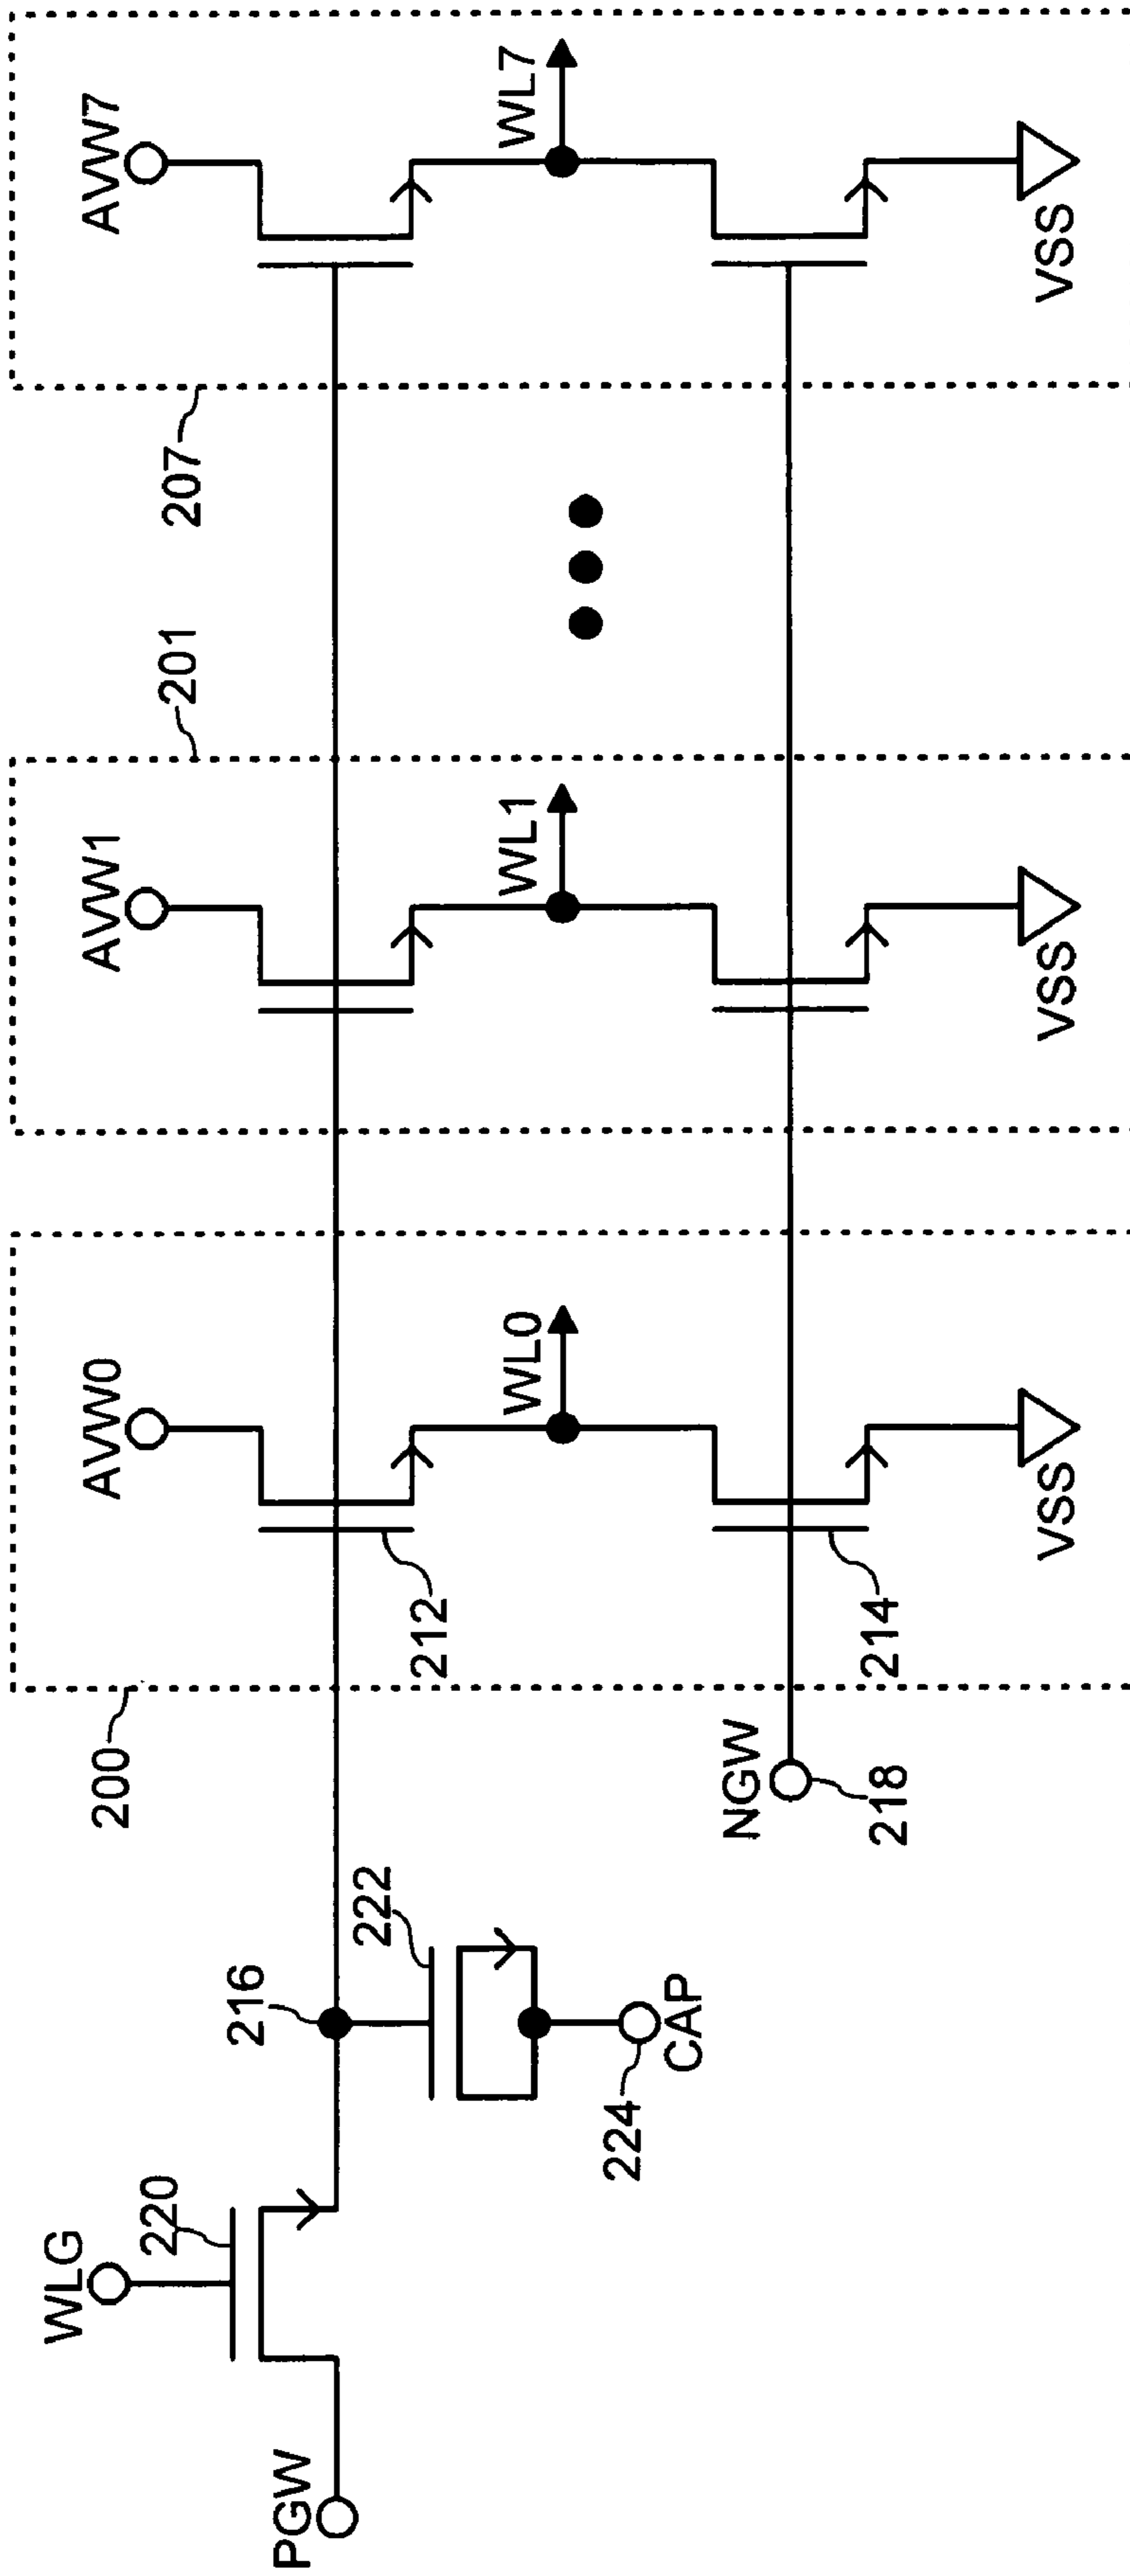 AVW7
WL7
VSS
207
201
AVW1
WL1
VSS
AVW0
WL0
VSS
212
214
200
NGW
218
216
222
CAP
224
WLG
220
PGW